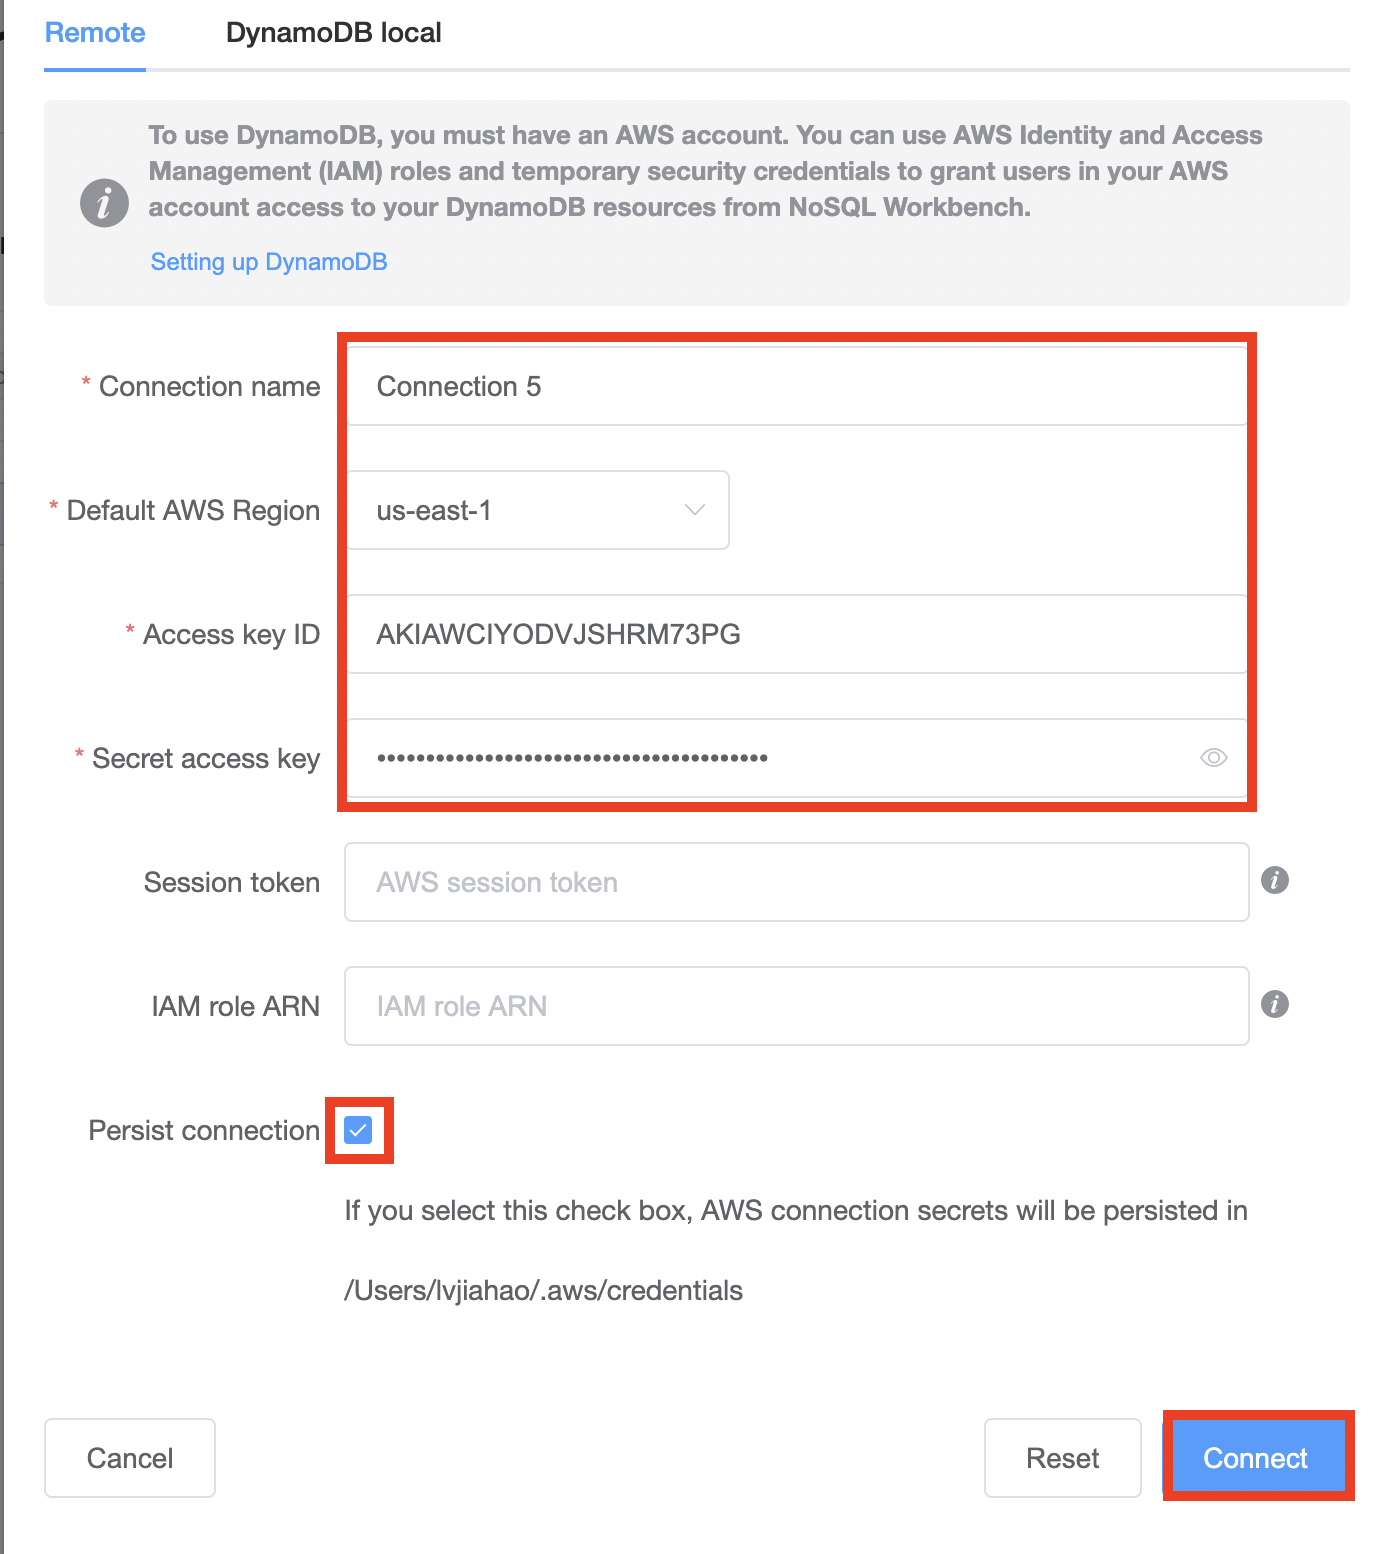 Remote DynamoDB local
To use DynamoDB, you must have an AWS account. You can use AWS Identity and Access
Management (IAM) roles and temporary security credentials to grant users in your AWS
account access to your DynamoDB resources from NoSQL Workbench.
Setting up DynamoDB
* Connection name Connection 5
* Default AWS Region us-east-1
* Access key ID AKIAWCIYODVJSHRM73PG
* Secret access key ••••••••••••••••••••••••••••••••••••••••
Session token AWS session token
IAM role ARN IAM role ARN
Persist connection
If you select this check box, AWS connection secrets will be persisted in
/Users/lvjiahao/.aws/credentials
Cancel Reset Connect